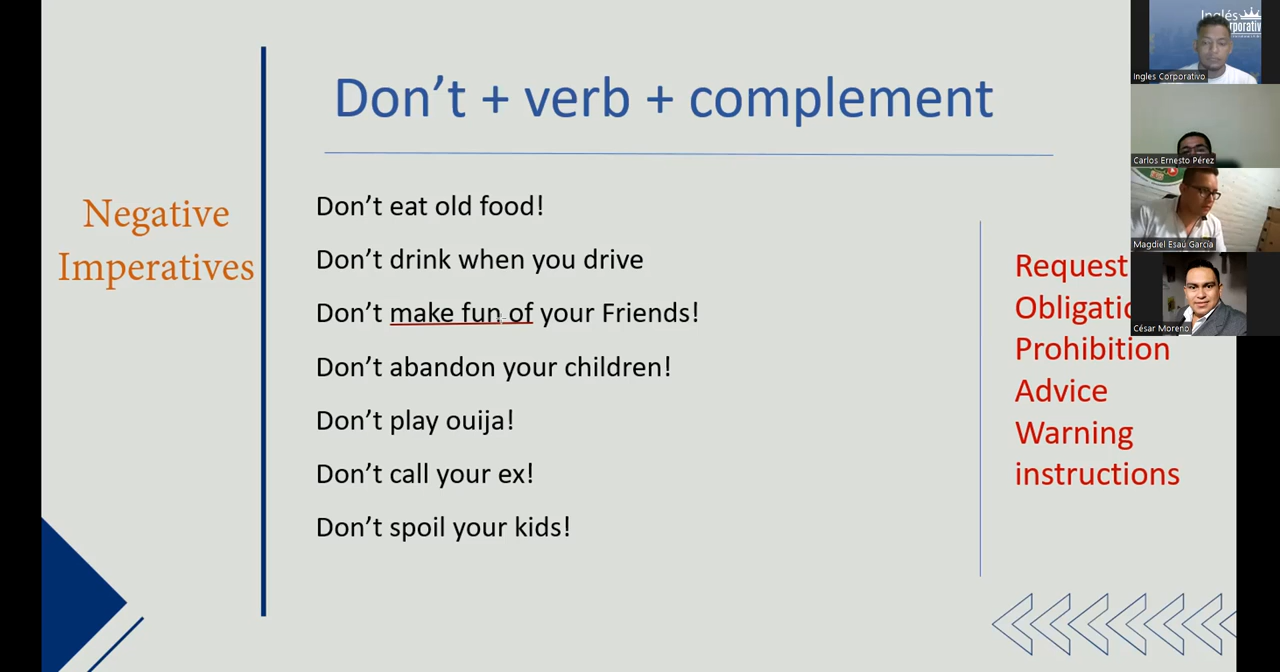 Don't + verb + complement
Negative
Imperatives
Don't eat old food!
Don't drink when you drive
Don't make fun of your Friends!
Don't abandon your children!
Don't play ouija!
Don't call your ex!
Don't spoil your kids!
Request
Prohibition
Advice
Warning
instructions
Inglés
Ingles Corporativo
Carlos Ernesto Pérez
Magdiel Esaú García
César Moreno